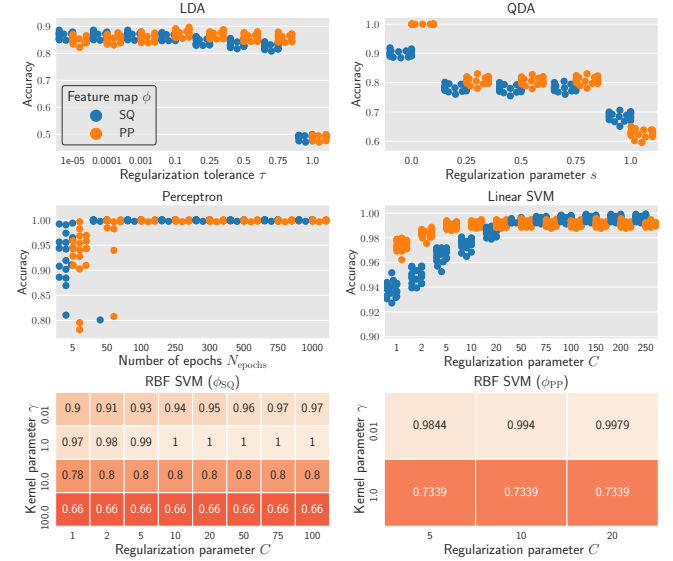 LDA
Accuracy
0.9
0.8
0.7
0.6
0.5
Feature map ϕ
SQ
PP
1e-05 0.0001 0.001 0.1 0.25 0.5 0.75 1.0
Regularization tolerance τ
QDA
Accuracy
1.0
0.9
0.8
0.7
0.6
0.0 0.25 0.5 0.75 1.0
Regularization parameter s
Perceptron
Accuracy
1.00
0.95
0.90
0.85
0.80
5 50 100 250 300 500 750 1000
Number of epochs N_epochs
Linear SVM
Accuracy
1.00
0.98
0.96
0.94
0.92
0.90
1 2 5 10 20 50 75 100 150 200 250
Regularization parameter C
RBF SVM (ϕ_SQ)
Kernel parameter γ
0.01 0.9 0.91 0.93 0.94 0.95 0.96 0.97 0.97
1.0 0.97 0.98 0.99 1 1 1 1 1
10.0 0.78 0.8 0.8 0.8 0.8 0.8 0.8 0.8
100.0 0.66 0.66 0.66 0.66 0.66 0.66 0.66 0.66
1 2 5 10 20 50 75 100
Regularization parameter C
RBF SVM (ϕ_PP)
Kernel parameter γ
0.01 0.9844 0.994 0.9979
1.0 0.7339 0.7339 0.7339
5 10 20
Regularization parameter C